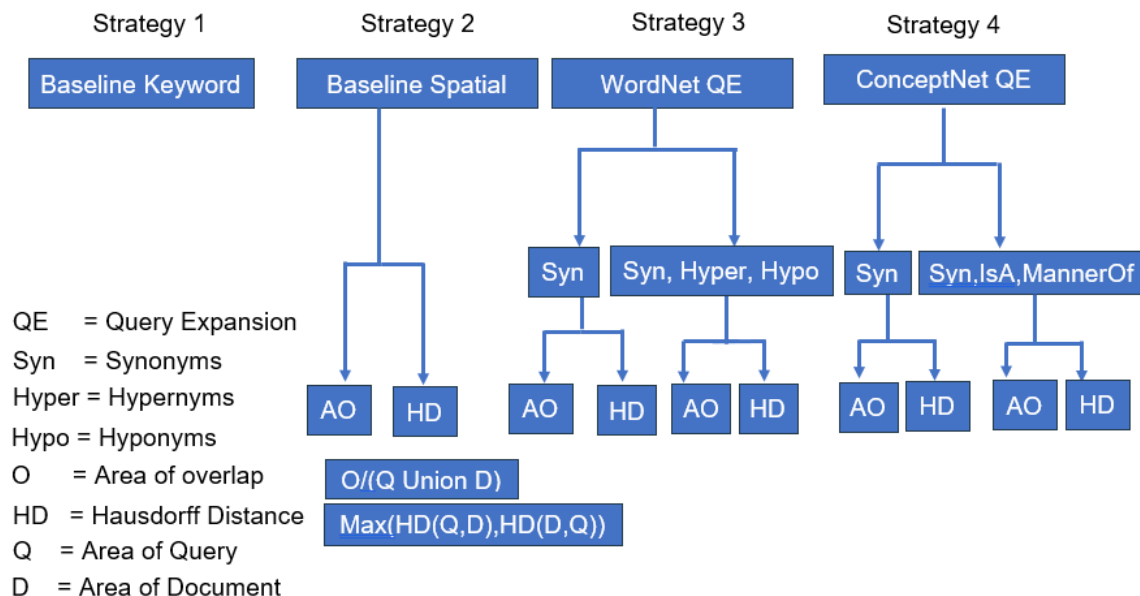 Strategy 1
Strategy 2
Strategy 3
Strategy 4
Baseline Keyword
Baseline Spatial
WordNet QE
ConceptNet QE
Syn
Syn, Hyper, Hypo
Syn
Syn,IsA,MannerOf
AO
HD
AO
HD
AO
HD
AO
HD
AO
HD
O/(Q Union D)
Max(HD(Q,D),HD(D,Q))
QE = Query Expansion
Syn = Synonyms
Hyper = Hypernyms
Hypo = Hyponyms
O = Area of overlap
HD = Hausdorff Distance
Q = Area of Query
D = Area of Document